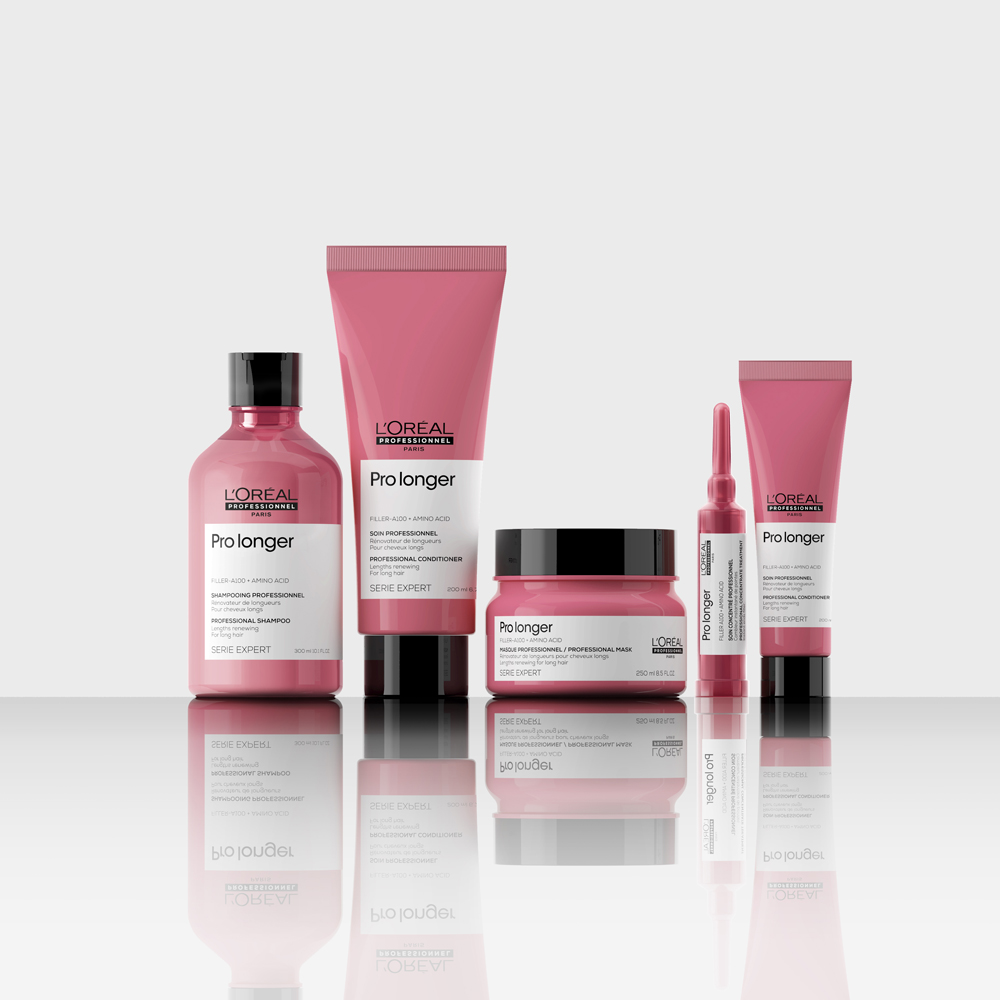 L'ORÉAL
PROFESSIONNEL
PARIS
Pro longer
FILLER-A100 + AMINO ACID
SHAMPOOING PROFESSIONNEL
Rénovateur de longueurs
Pour cheveux longs
PROFESSIONAL SHAMPOO
Lengths renewing
For long hair
SERIE EXPERT 300 ml 10.1 FL.OZ
L'ORÉAL
PROFESSIONNEL
PARIS
Pro longer
FILLER-A100 + AMINO ACID
SOIN PROFESSIONNEL
Rénovateur de longueurs
Pour cheveux longs
PROFESSIONAL CONDITIONER
Lengths renewing
For long hair
SERIE EXPERT 200 ml
Pro longer
FILLER-A100 + AMINO ACID
MASQUE PROFESSIONNEL / PROFESSIONAL MASK
Rénovateur de longueurs pour cheveux longs
Lengths renewing for long hair
SERIE EXPERT
L'ORÉAL
PROFESSIONNEL
PARIS
250 ml 8.5 FL.OZ
L'ORÉAL
PROFESSIONNEL
PARIS
Pro longer
FILLER A100 + AMINO ACID
SOIN CONCENTRÉ PROFESSIONNEL
PROFESSIONAL CONCENTRATE TREATMENT
L'ORÉAL
PROFESSIONNEL
PARIS
Pro longer
FILLER-A100 + AMINO ACID
SOIN PROFESSIONNEL
Rénovateur de longueurs
Pour cheveux longs
PROFESSIONAL CONDITIONER
Lengths renewing
For long hair
SERIE EXPERT